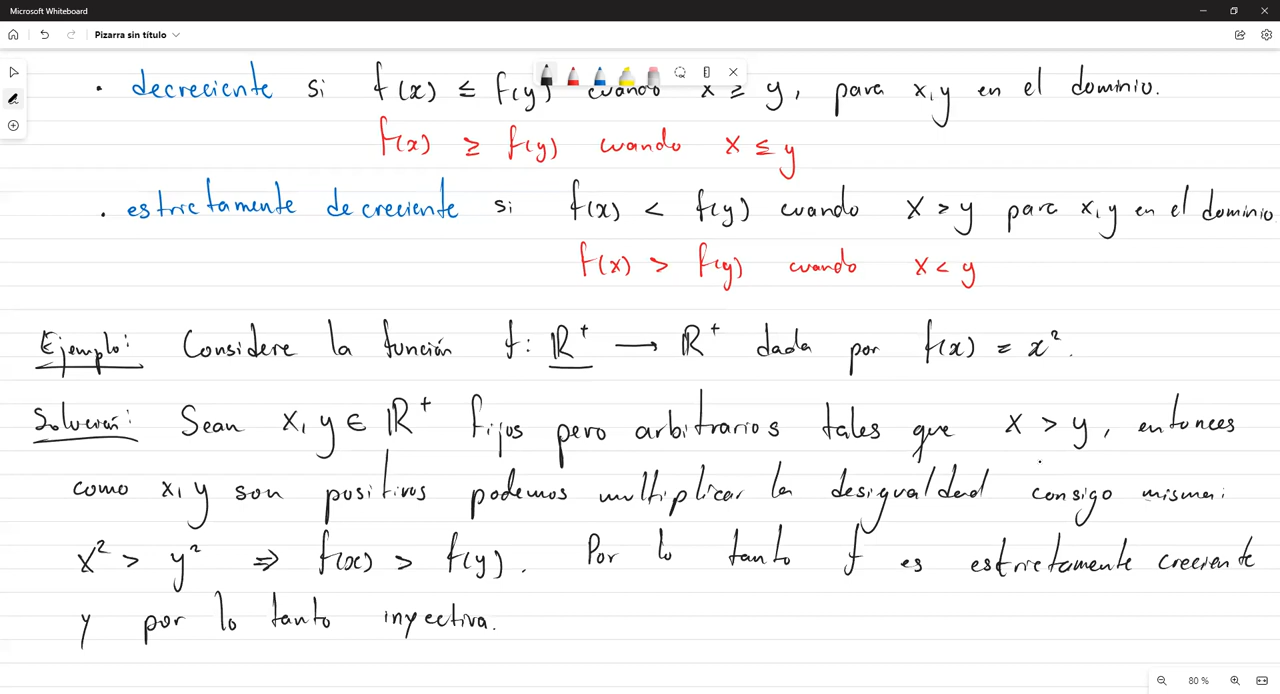 Microsoft Whiteboard
Pizarra sin título
· decreciente si f(x) ≤ f(y) cuando x ≥ y, para x, y en el dominio.
f(x) ≥ f(y) cuando x ≤ y
· estrictamente decreciente si f(x) < f(y) cuando x > y para x, y en el dominio
f(x) > f(y) cuando x < y
Ejemplo: Considere la función f: ℝ⁺ → ℝ⁺ dada por f(x) = x².
Solución: Sean x, y ∈ ℝ⁺ fijos pero arbitrarios tales que x > y, entonces
como x, y son positivos podemos multiplicar la desigualdad consigo misma:
x² > y² ⇒ f(x) > f(y). Por lo tanto f es estrictamente creciente
y por lo tanto inyectiva.
80 %